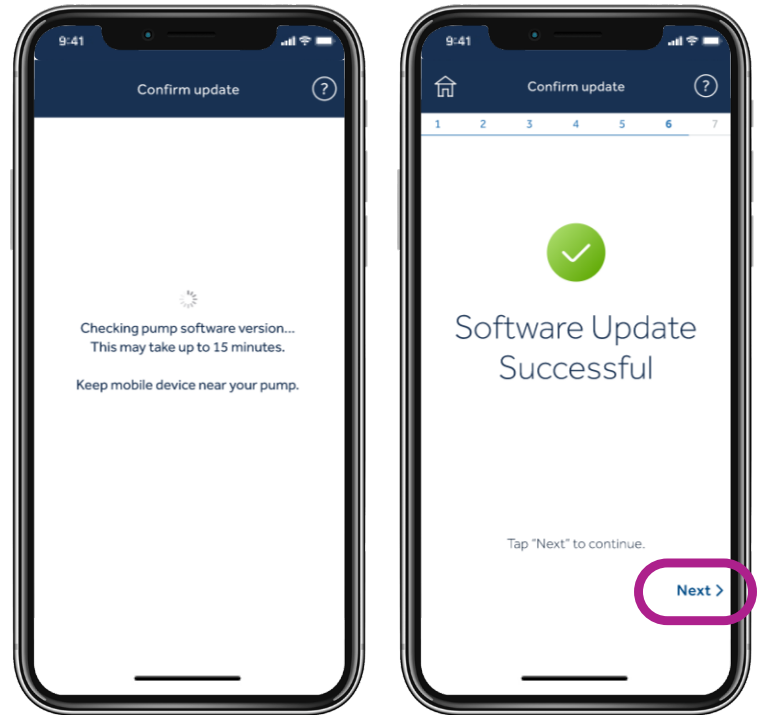 9:41
Confirm update
?
Checking pump software version...
This may take up to 15 minutes.
Keep mobile device near your pump.
9:41
Confirm update
?
1 2 3 4 5 6 7
Software Update
Successful
Tap "Next" to continue.
Next >